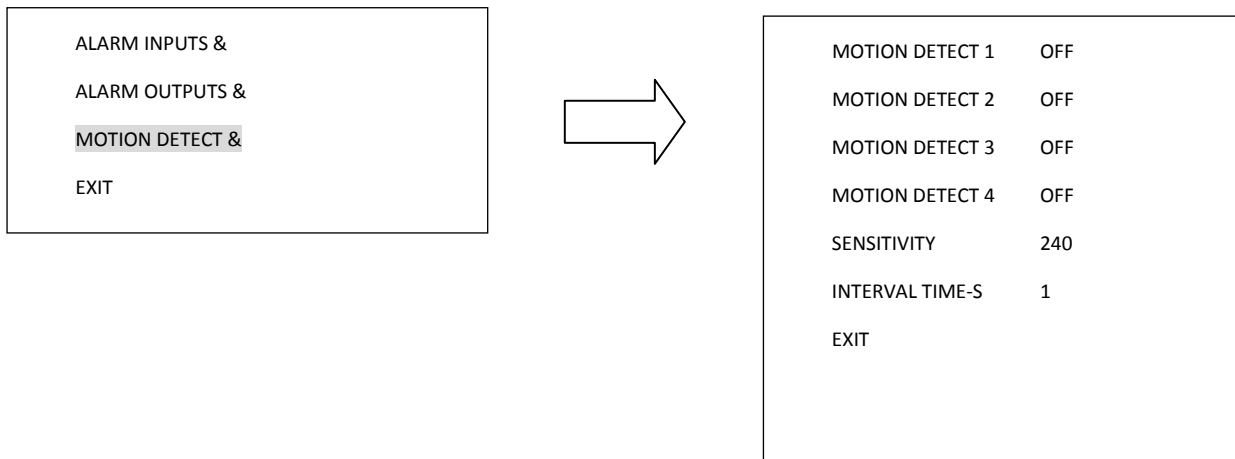 ALARM INPUTS &
ALARM OUTPUTS &
MOTION DETECT &
EXIT
MOTION DETECT 1 OFF
MOTION DETECT 2 OFF
MOTION DETECT 3 OFF
MOTION DETECT 4 OFF
SENSITIVITY 240
INTERVAL TIME-S 1
EXIT